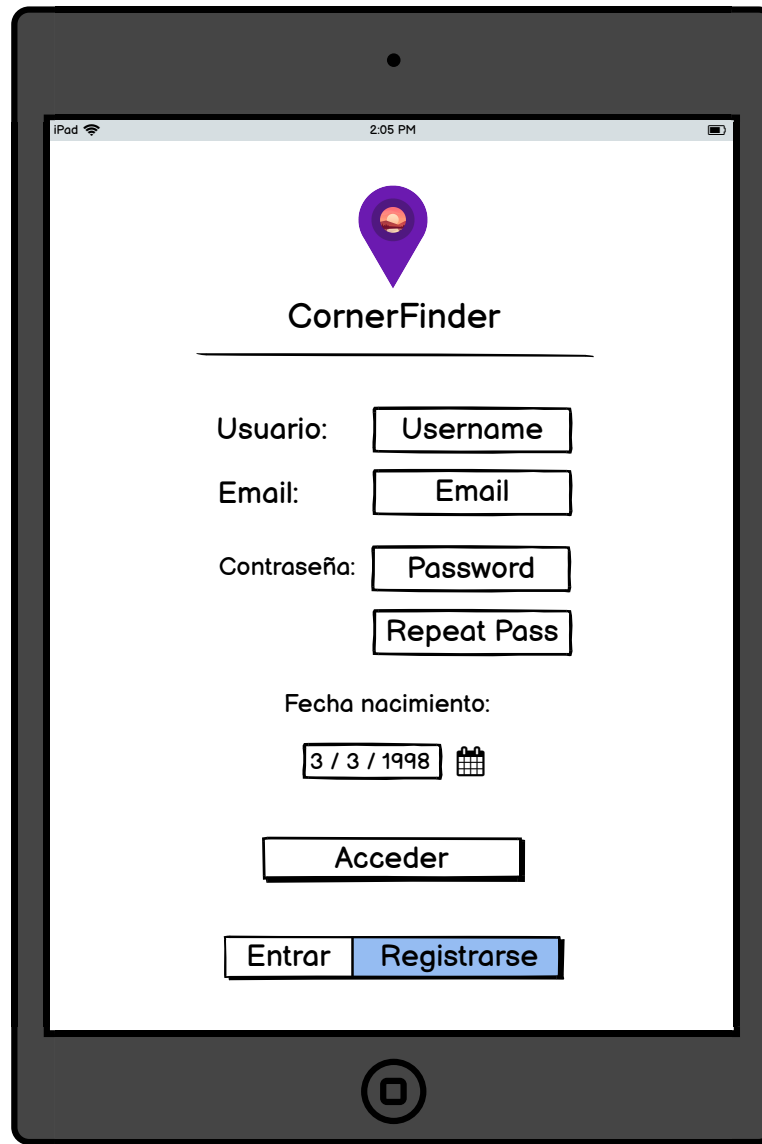 iPad 2:05 PM
CornerFinder
Usuario: Username
Email: Email
Contraseña: Password
Repeat Pass
Fecha nacimiento:
3 / 3 / 1998
Acceder
Entrar Registrarse